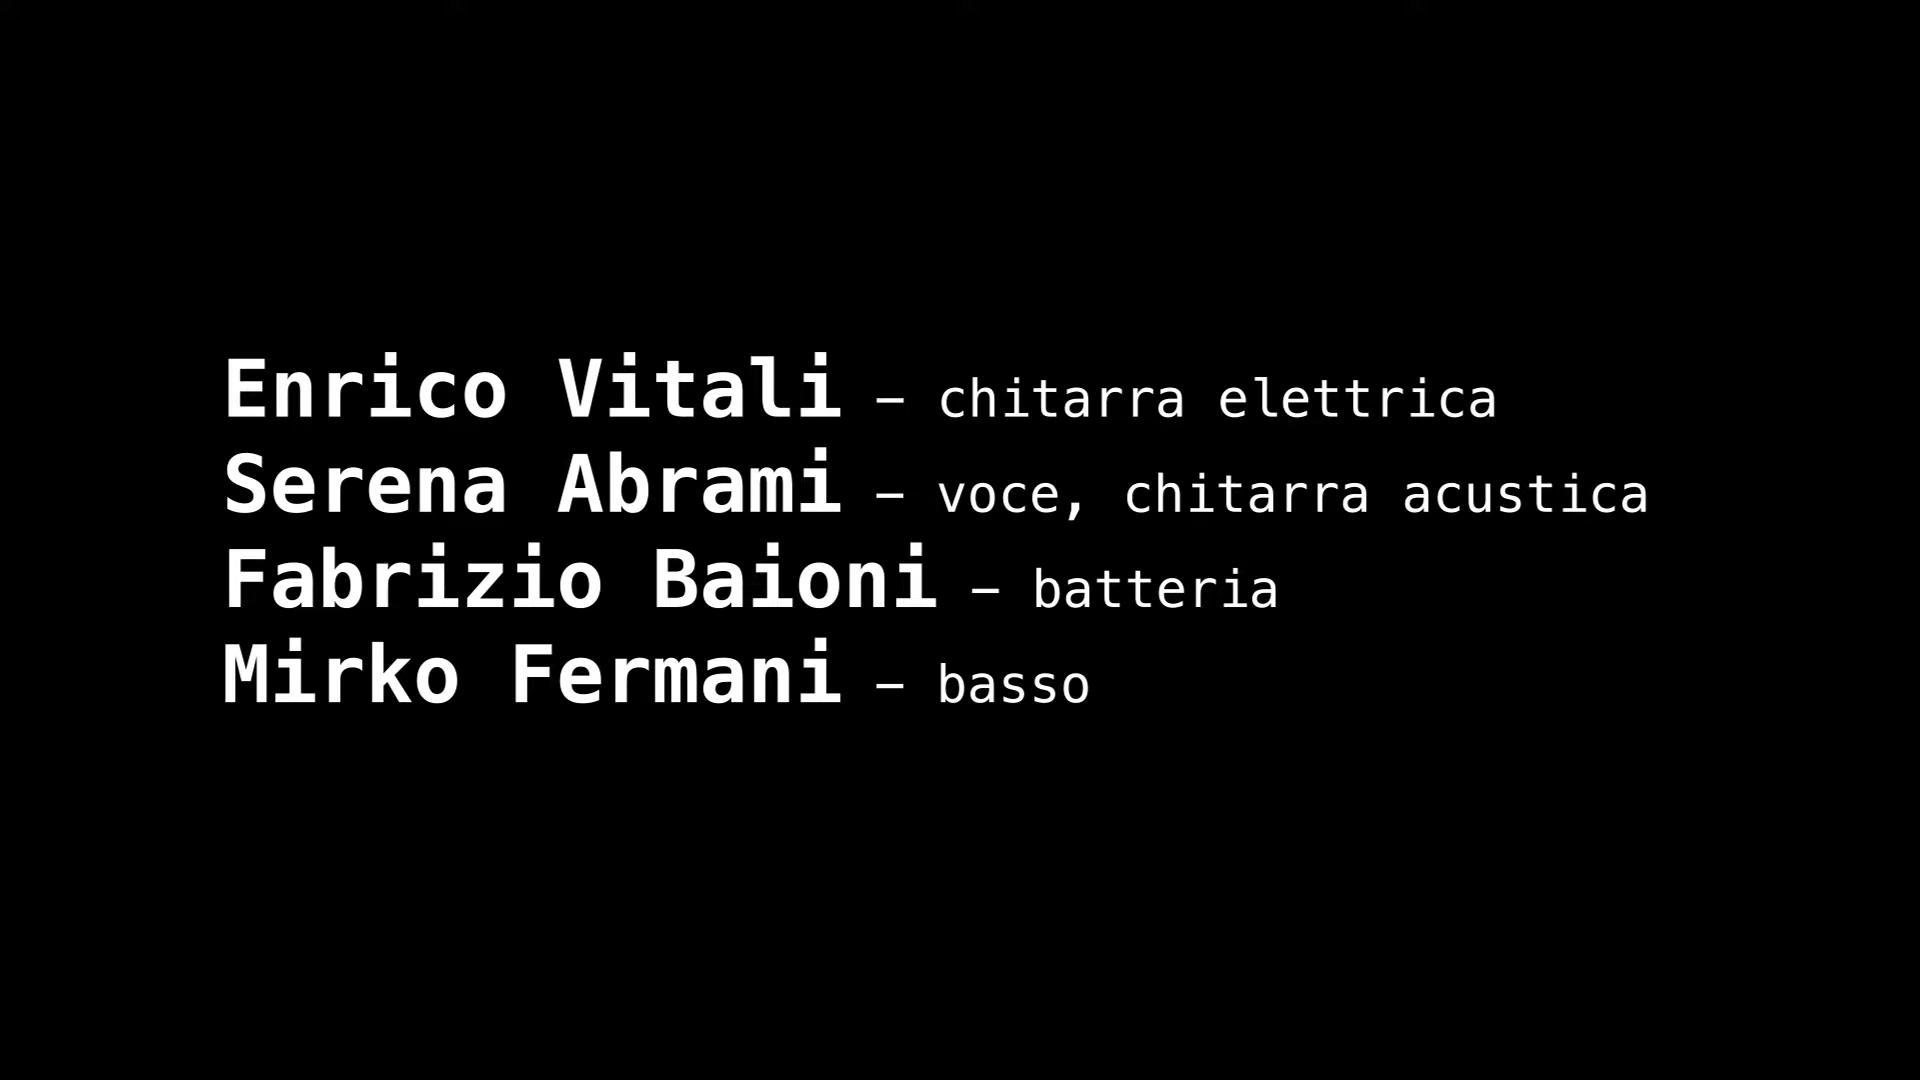 Enrico Vitali – chitarra elettrica
Serena Abrami – voce, chitarra acustica
Fabrizio Baioni – batteria
Mirko Fermani – basso